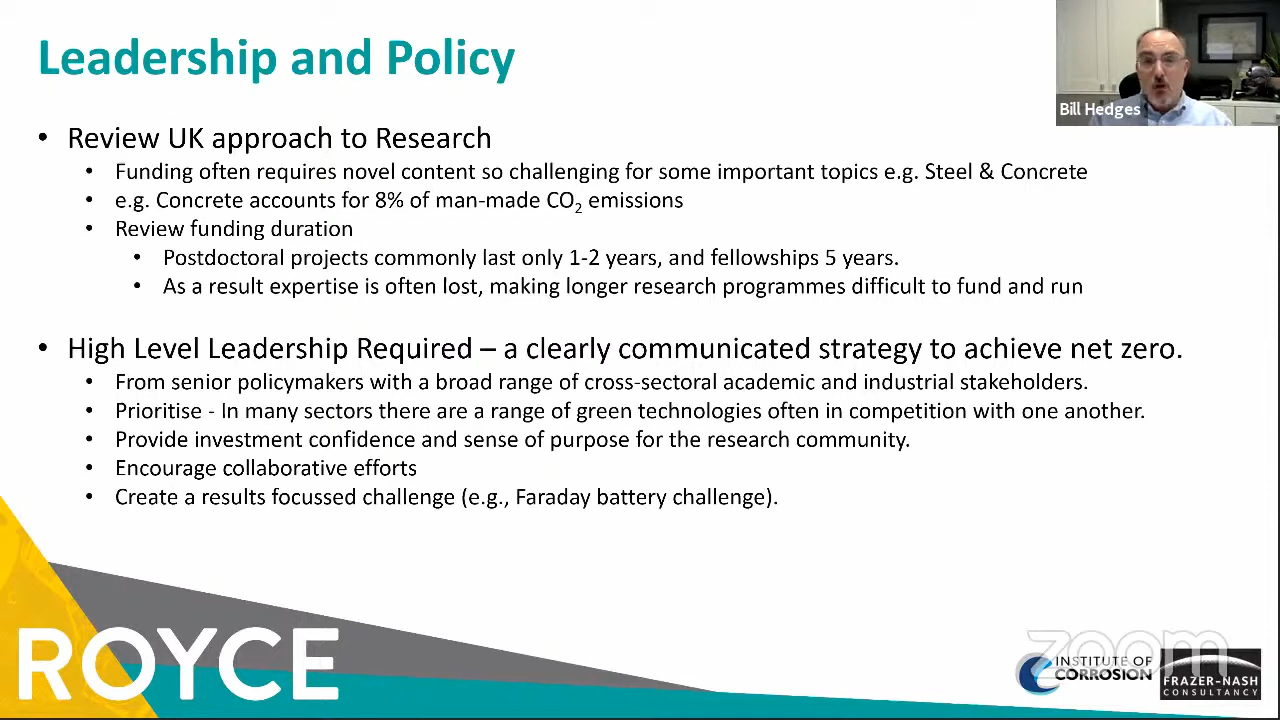 Leadership and Policy
Bill Hedges
• Review UK approach to Research
• Funding often requires novel content so challenging for some important topics e.g. Steel & Concrete
• e.g. Concrete accounts for 8% of man-made CO₂ emissions
• Review funding duration
• Postdoctoral projects commonly last only 1-2 years, and fellowships 5 years.
• As a result expertise is often lost, making longer research programmes difficult to fund and run
• High Level Leadership Required – a clearly communicated strategy to achieve net zero.
• From senior policymakers with a broad range of cross-sectoral academic and industrial stakeholders.
• Prioritise - In many sectors there are a range of green technologies often in competition with one another.
• Provide investment confidence and sense of purpose for the research community.
• Encourage collaborative efforts
• Create a results focussed challenge (e.g., Faraday battery challenge).
ROYCE
zoom
INSTITUTE OF
CORROSION
FRAZER-NASH
CONSULTANCY